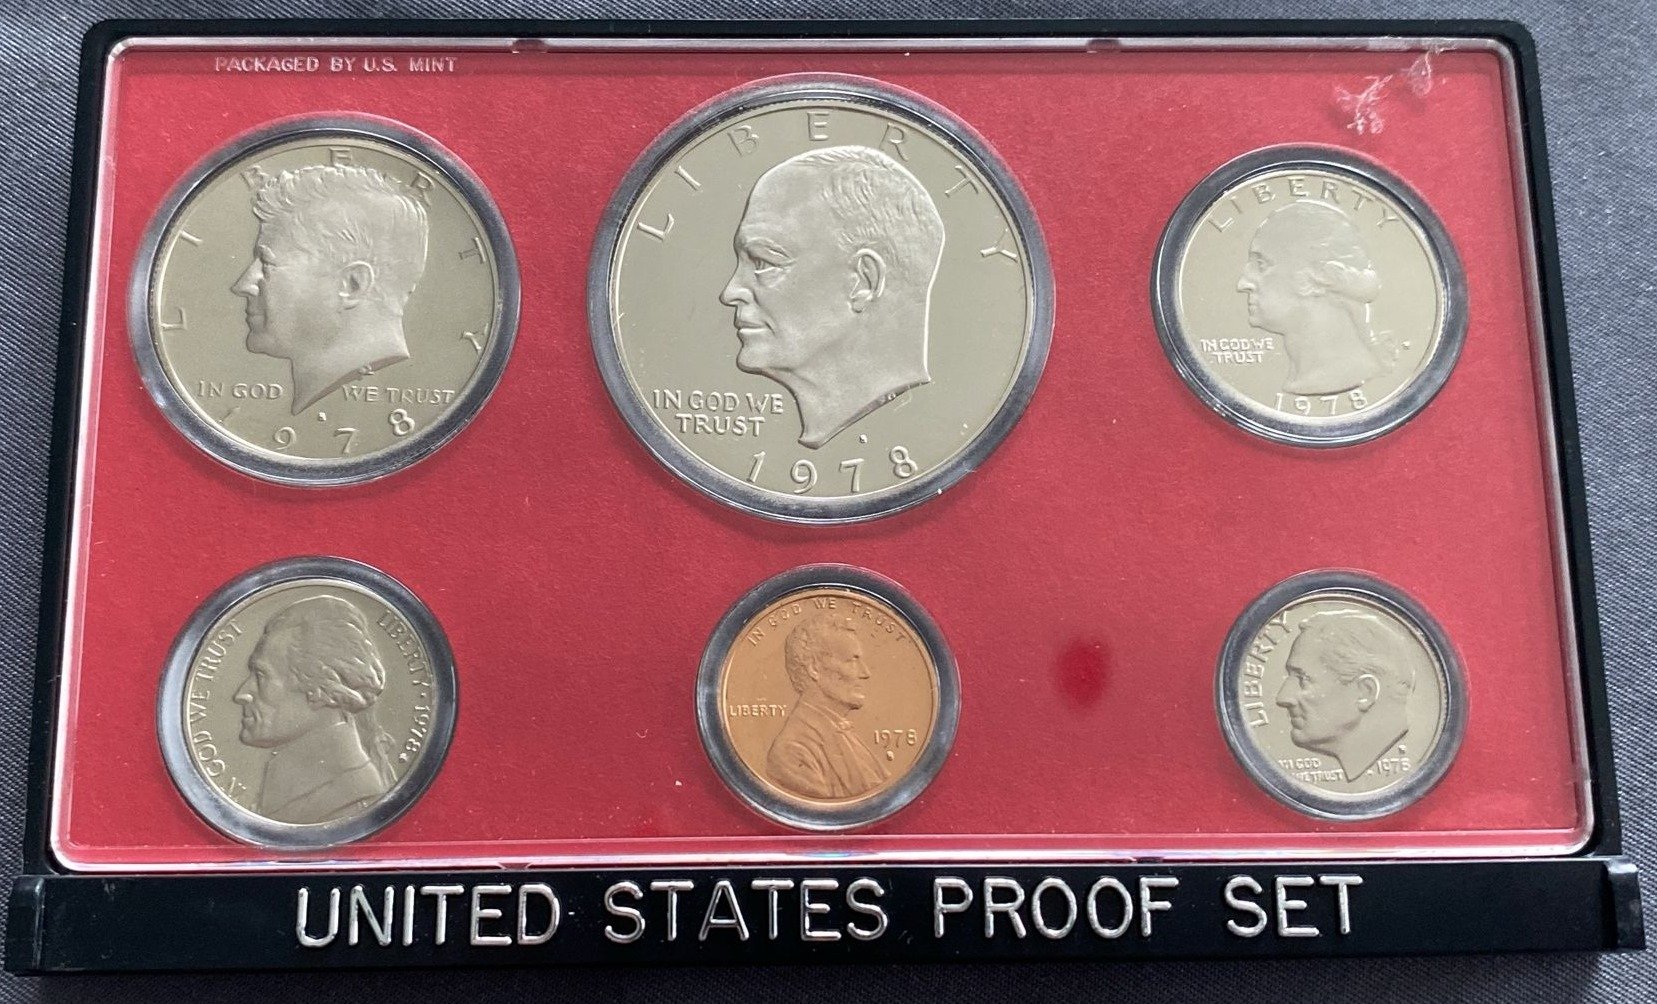 PACKAGED BY U.S. MINT
LIBERTY
IN GOD WE TRUST
S
1978
LIBERTY
IN GOD WE
TRUST
S
1978
LIBERTY
IN GOD WE
TRUST
S
1978
IN GOD WE TRUST
LIBERTY · 1978
S
IN GOD WE TRUST
LIBERTY
1978
S
LIBERTY
IN GOD
WE TRUST
S
1978
UNITED STATES PROOF SET